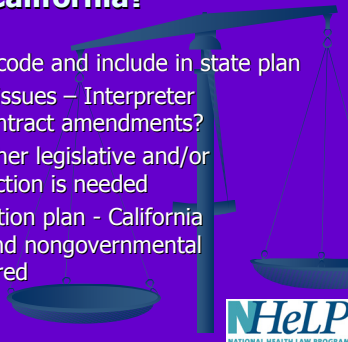 California?
code and include in state plan
ssues – Interpreter
ntract amendments?
her legislative and/or
ction is needed
tion plan - California
nd nongovernmental
red
NHeLP
NATIONAL HEALTH LAW PROGRAM